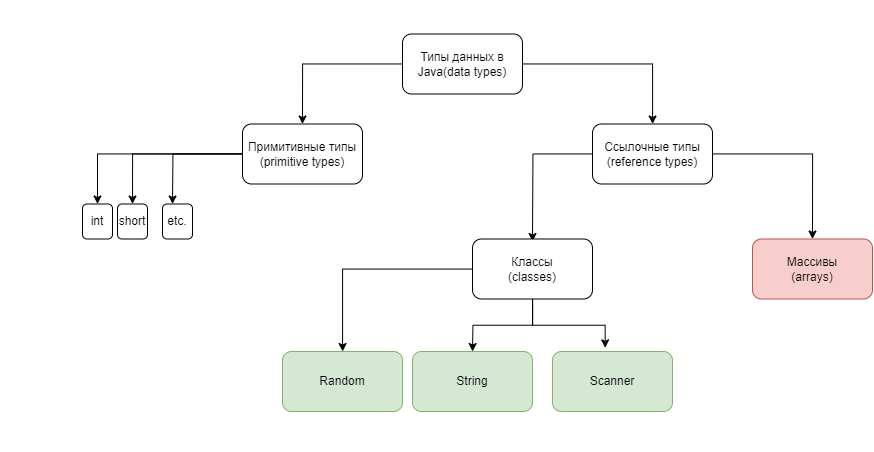 Типы данных в
Java(data types)
Примитивные типы
(primitive types)
Ссылочные типы
(reference types)
int
short
etc.
Классы
(classes)
Массивы
(arrays)
Random
String
Scanner